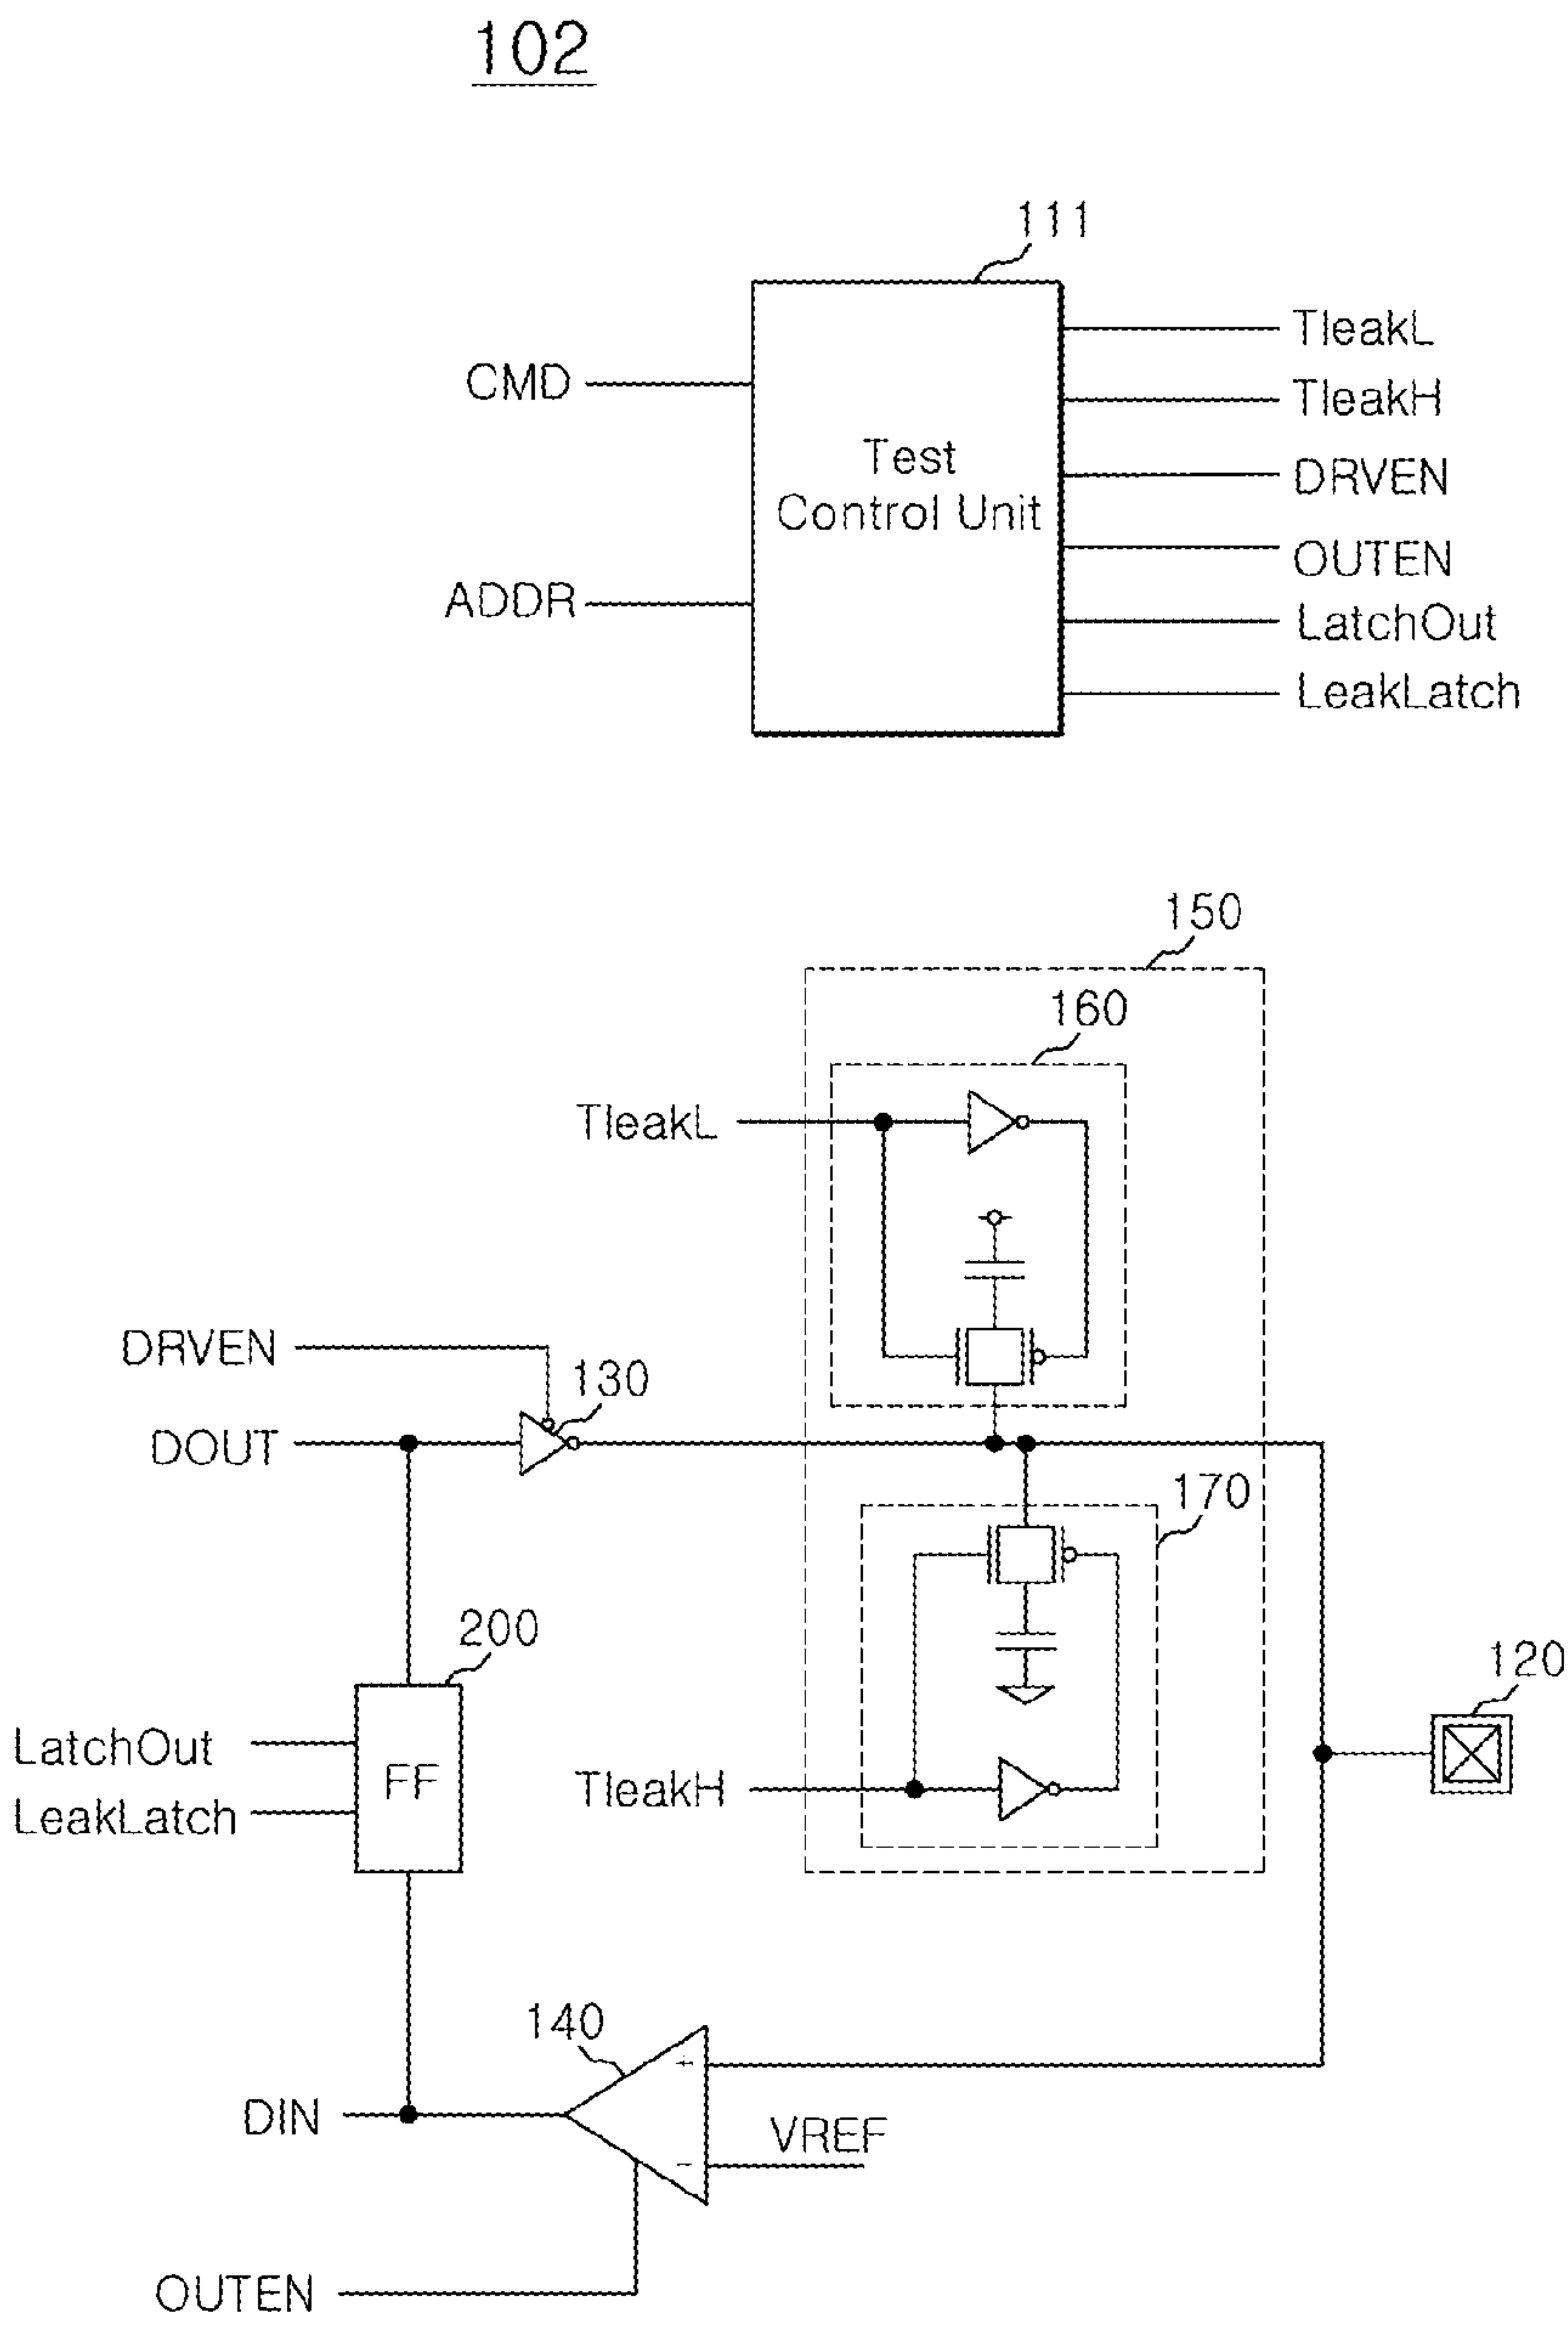 102
111
CMD
ADDR
Test
Control Unit
TleakL
TleakH
DRVEN
OUTEN
LatchOut
LeakLatch
150
160
TleakL
DRVEN
130
DOUT
170
200
120
LatchOut
FF
LeakLatch
TleakH
140
+
DIN
VREF
-
OUTEN